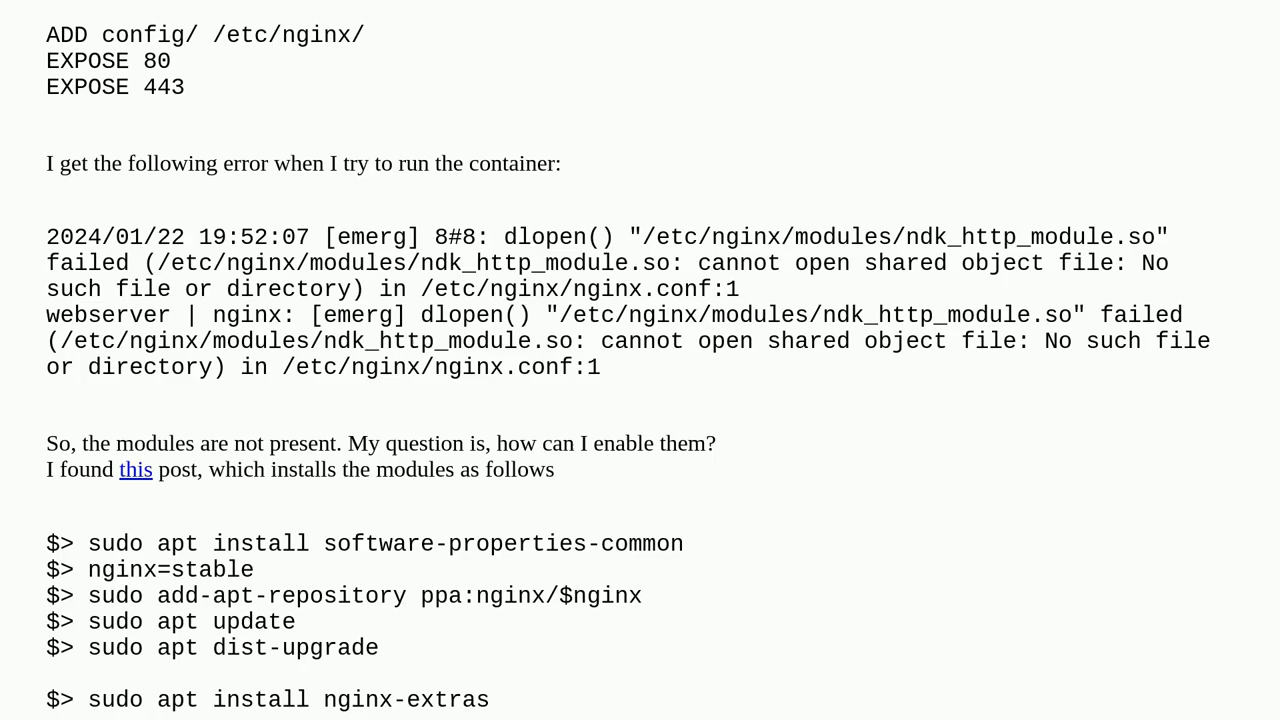 ADD config/ /etc/nginx/
EXPOSE 80
EXPOSE 443
I get the following error when I try to run the container:
2024/01/22 19:52:07 [emerg] 8#8: dlopen() "/etc/nginx/modules/ndk_http_module.so"
failed (/etc/nginx/modules/ndk_http_module.so: cannot open shared object file: No
such file or directory) in /etc/nginx/nginx.conf:1
webserver | nginx: [emerg] dlopen() "/etc/nginx/modules/ndk_http_module.so" failed
(/etc/nginx/modules/ndk_http_module.so: cannot open shared object file: No such file
or directory) in /etc/nginx/nginx.conf:1
So, the modules are not present. My question is, how can I enable them?
I found this post, which installs the modules as follows
$> sudo apt install software-properties-common
$> nginx=stable
$> sudo add-apt-repository ppa:nginx/$nginx
$> sudo apt update
$> sudo apt dist-upgrade
$> sudo apt install nginx-extras